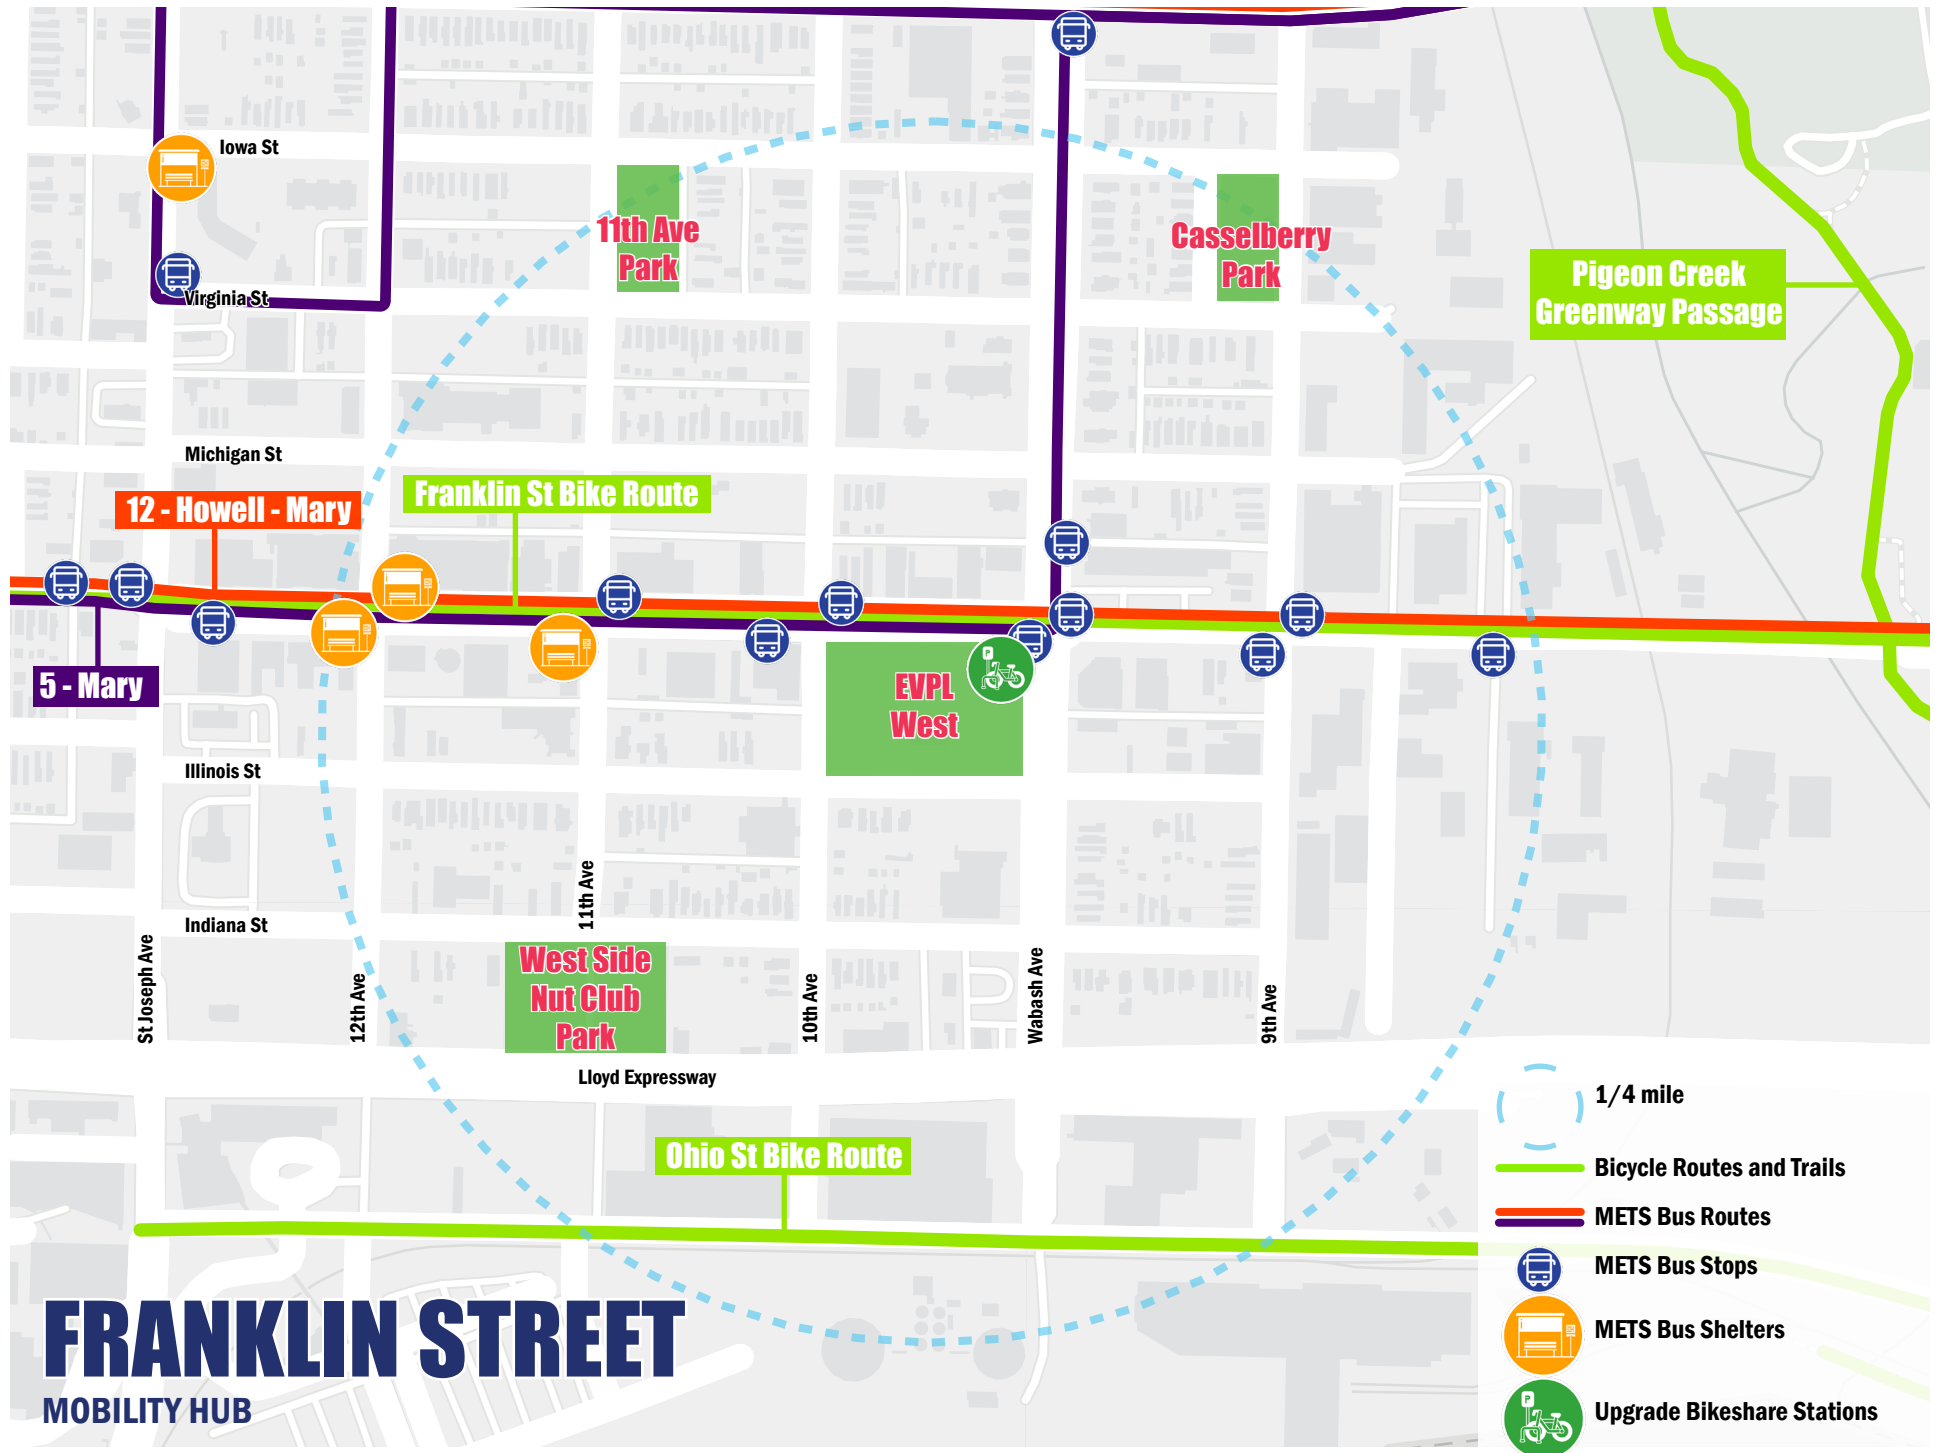 Iowa St
11th Ave
Park
Casselberry
Park
Pigeon Creek
Greenway Passage
Virginia St
Michigan St
12 - Howell - Mary
Franklin St Bike Route
5 - Mary
EVPL
West
Illinois St
11th Ave
Indiana St
St Joseph Ave
12th Ave
West Side
Nut Club
Park
10th Ave
Wabash Ave
9th Ave
Lloyd Expressway
Ohio St Bike Route
1/4 mile
Bicycle Routes and Trails
METS Bus Routes
METS Bus Stops
METS Bus Shelters
P
Upgrade Bikeshare Stations
FRANKLIN STREET
MOBILITY HUB